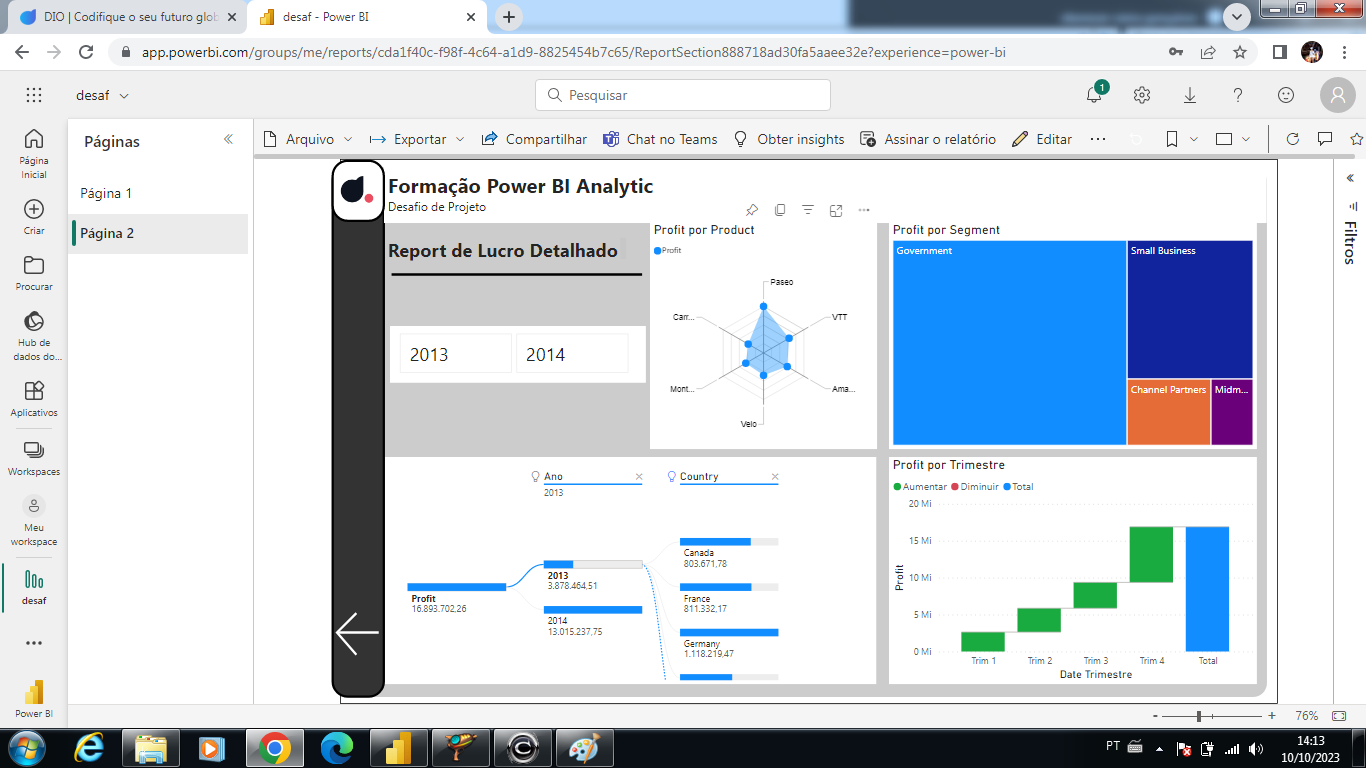 DIO | Codifique o seu futuro glob
desaf - Power BI
app.powerbi.com/groups/me/reports/cda1f40c-f98f-4c64-a1d9-8825454b7c65/ReportSection888718ad30fa5aaee32e?experience=power-bi
desaf
Pesquisar
1
Página
Inicial
Criar
Procurar
Hub de
dados do...
Aplicativos
Workspaces
Meu
workspace
desaf
Power BI
Páginas
Página 1
Página 2
Arquivo
Exportar
Compartilhar
Chat no Teams
Obter insights
Assinar o relatório
Editar
Filtros
Formação Power BI Analytic
Desafio de Projeto
Report de Lucro Detalhado
2013
2014
Profit por Product
Profit
Paseo
VTT
Ama...
Velo
Mont...
Carr...
Profit por Segment
Government
Small Business
Channel Partners
Midm...
Ano
2013
Country
Profit
16.893.702,26
2013
3.878.464,51
2014
13.015.237,75
Canada
803.671,78
France
811.332,17
Germany
1.118.219,47
Profit por Trimestre
Aumentar
Diminuir
Total
20 Mi
15 Mi
10 Mi
5 Mi
0 Mi
Profit
Trim 1
Trim 2
Trim 3
Trim 4
Total
Date Trimestre
76%
PT
14:13
10/10/2023